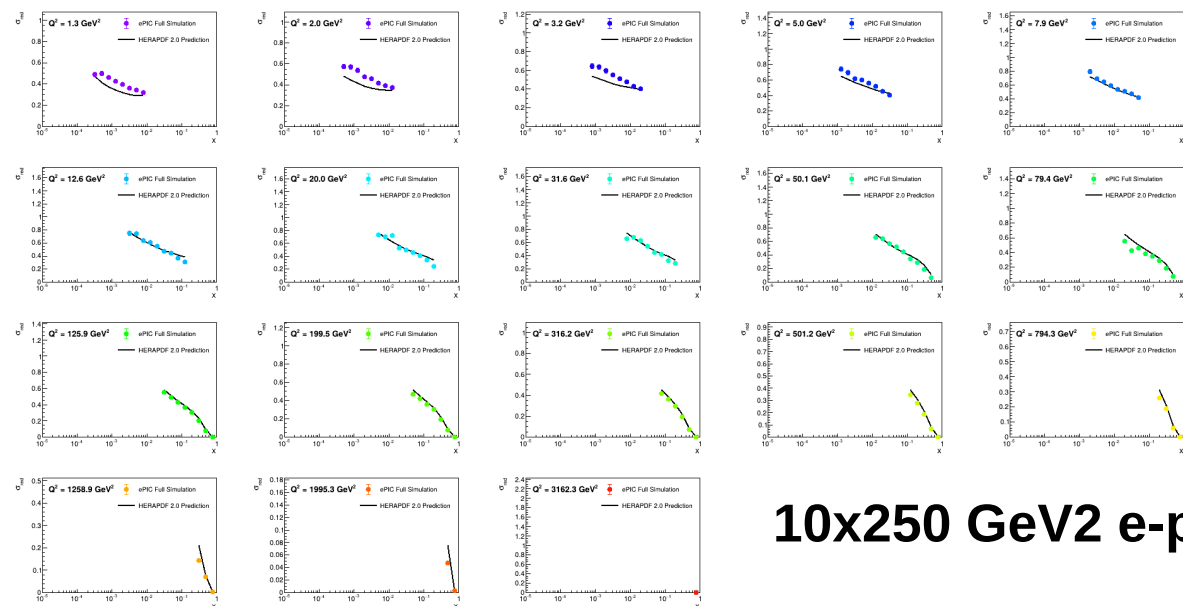 Q² = 1.3 GeV² ePIC Full Simulation
HERAPDF 2.0 Prediction
Q² = 2.0 GeV² ePIC Full Simulation
HERAPDF 2.0 Prediction
Q² = 3.2 GeV² ePIC Full Simulation
HERAPDF 2.0 Prediction
Q² = 5.0 GeV² ePIC Full Simulation
HERAPDF 2.0 Prediction
Q² = 7.9 GeV² ePIC Full Simulation
HERAPDF 2.0 Prediction
Q² = 12.6 GeV² ePIC Full Simulation
HERAPDF 2.0 Prediction
Q² = 20.0 GeV² ePIC Full Simulation
HERAPDF 2.0 Prediction
Q² = 31.6 GeV² ePIC Full Simulation
HERAPDF 2.0 Prediction
Q² = 50.1 GeV² ePIC Full Simulation
HERAPDF 2.0 Prediction
Q² = 79.4 GeV² ePIC Full Simulation
HERAPDF 2.0 Prediction
Q² = 125.9 GeV² ePIC Full Simulation
HERAPDF 2.0 Prediction
Q² = 199.5 GeV² ePIC Full Simulation
HERAPDF 2.0 Prediction
Q² = 316.2 GeV² ePIC Full Simulation
HERAPDF 2.0 Prediction
Q² = 501.2 GeV² ePIC Full Simulation
HERAPDF 2.0 Prediction
Q² = 794.3 GeV² ePIC Full Simulation
HERAPDF 2.0 Prediction
Q² = 1258.9 GeV² ePIC Full Simulation
HERAPDF 2.0 Prediction
Q² = 1995.3 GeV² ePIC Full Simulation
HERAPDF 2.0 Prediction
Q² = 3162.3 GeV² ePIC Full Simulation
HERAPDF 2.0 Prediction
10x250 GeV2 e-p